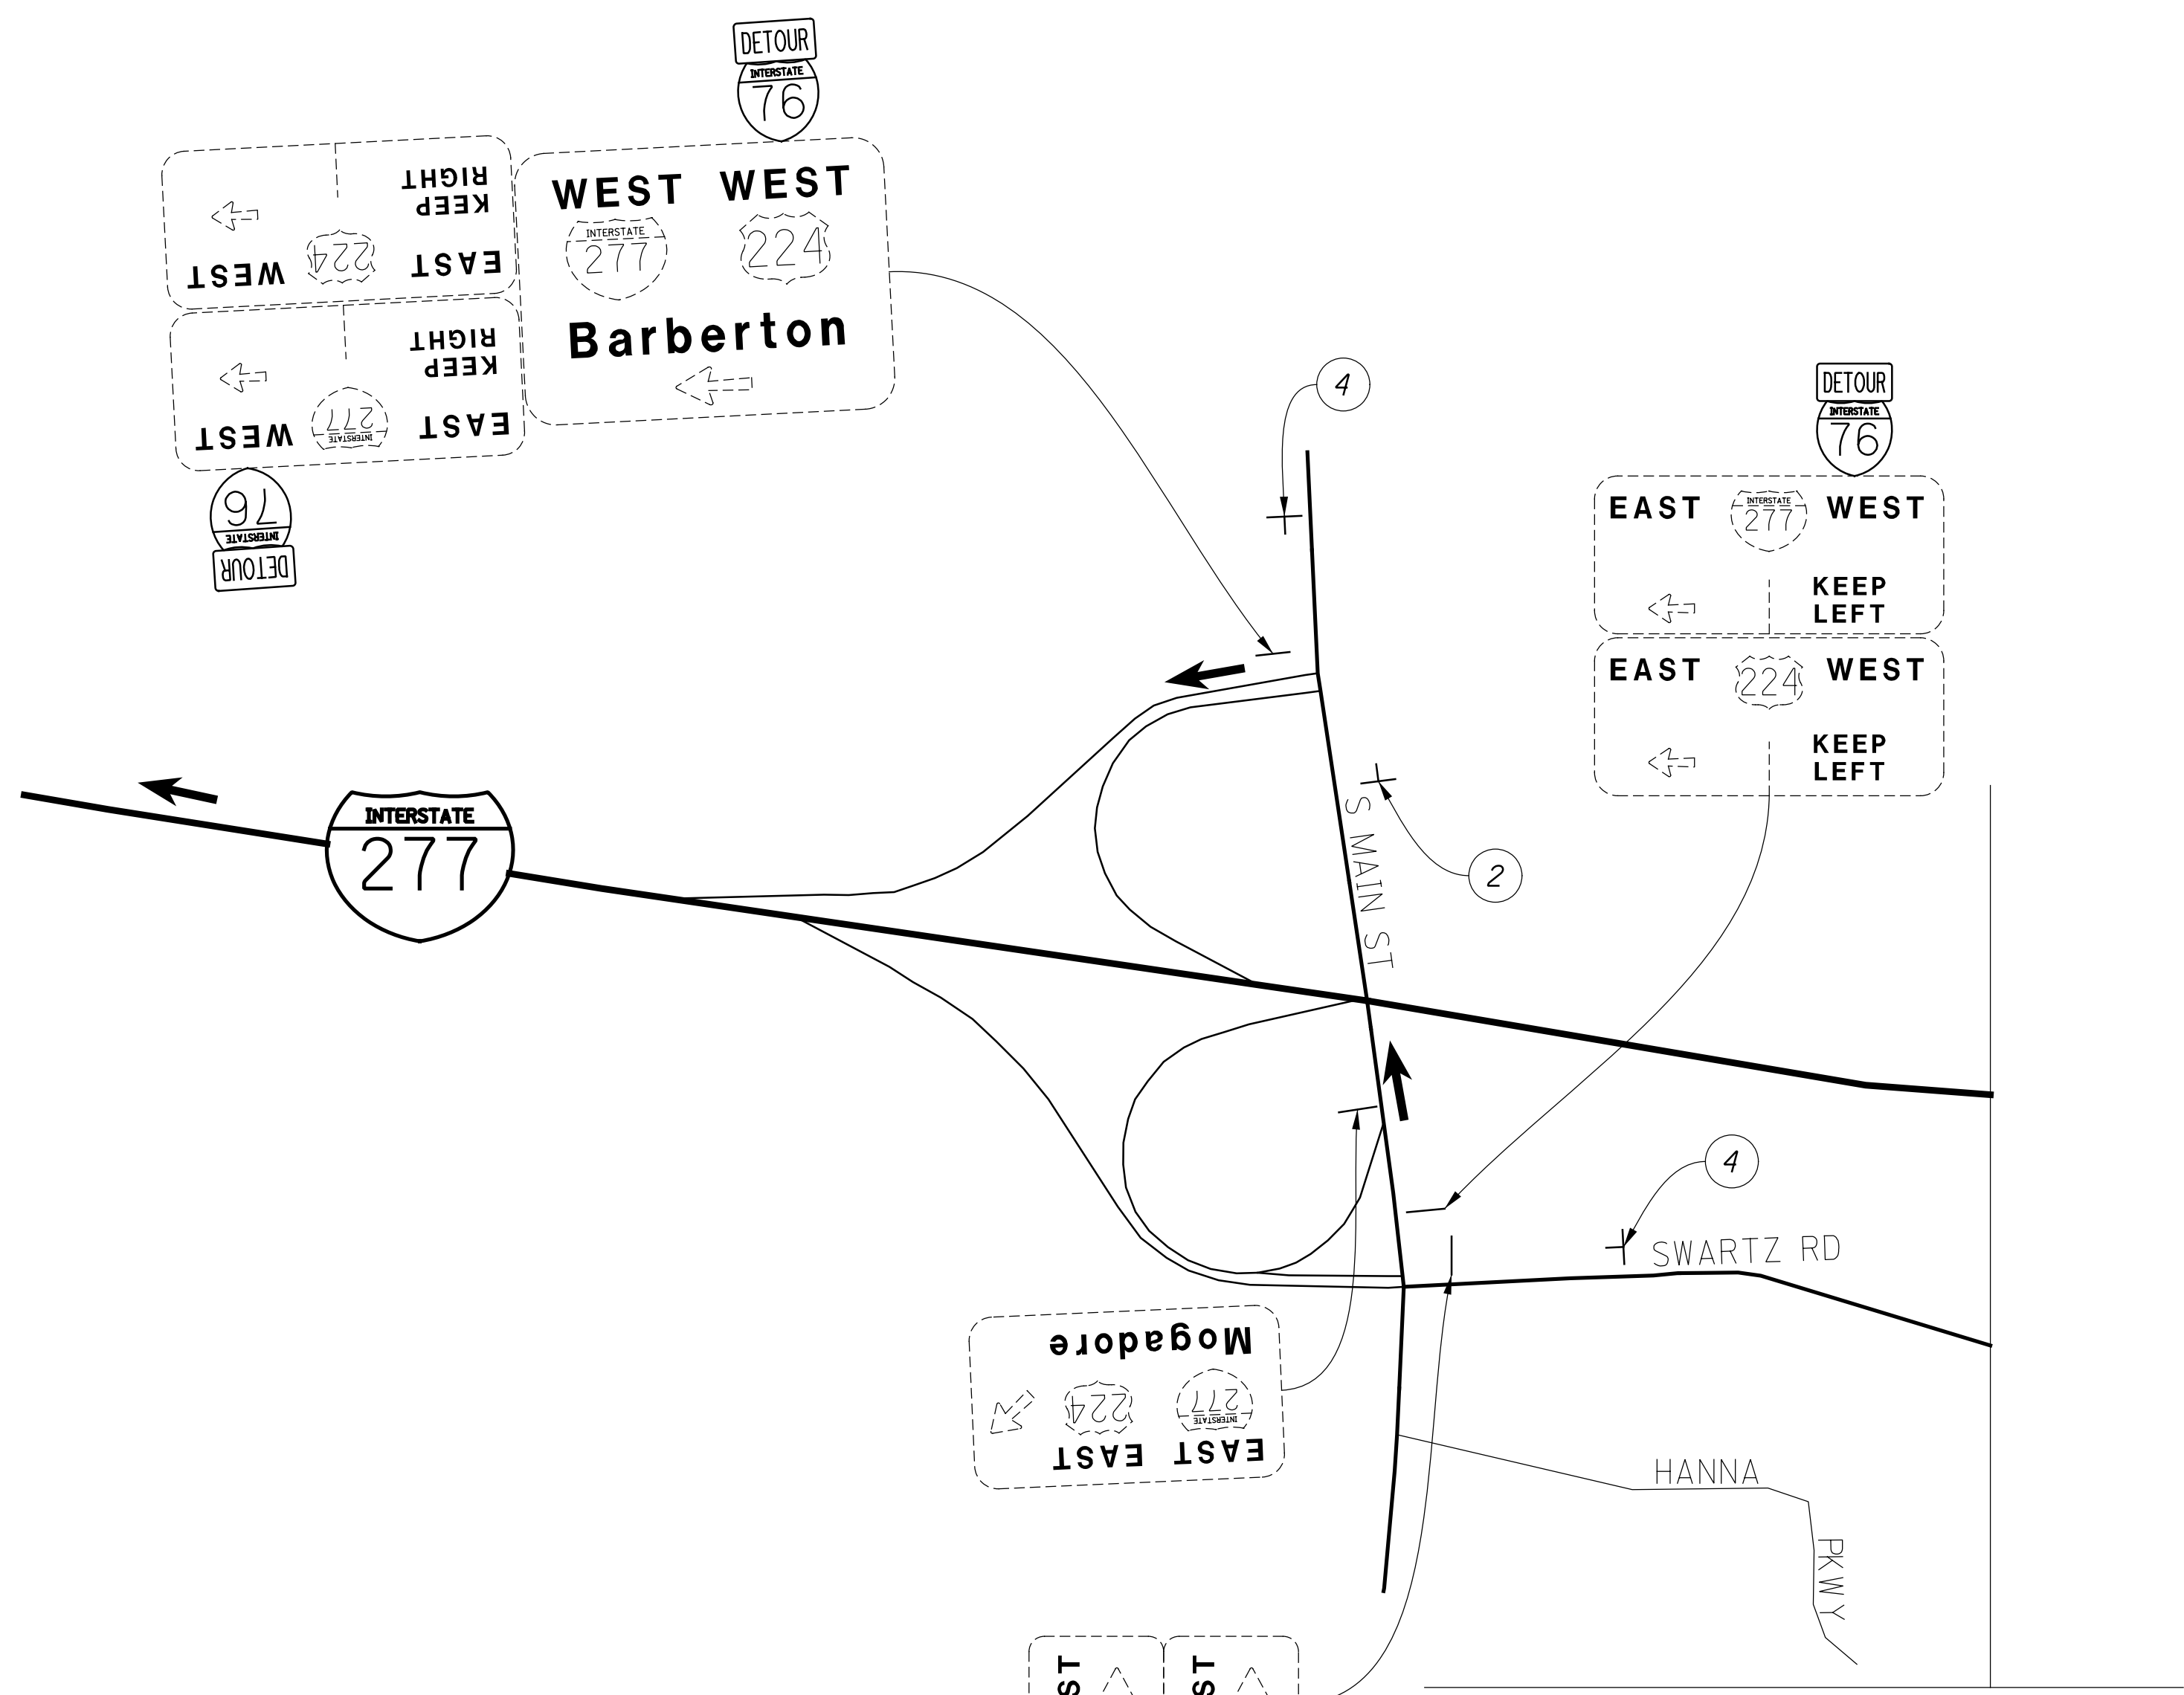 DETOUR
INTERSTATE
76
WEST WEST
INTERSTATE
277
224
Barberton
KEEP
RIGHT
EAST 224 WEST
KEEP
RIGHT
EAST INTERSTATE 277 WEST
INTERSTATE
76
DETOUR
4
DETOUR
INTERSTATE
76
EAST INTERSTATE 277 WEST
KEEP
LEFT
EAST 224 WEST
KEEP
LEFT
INTERSTATE
277
S MAIN ST
2
4
SWARTZ RD
EAST EAST
INTERSTATE
277
224
Mogadore
HANNA
PKWY
ST
ST